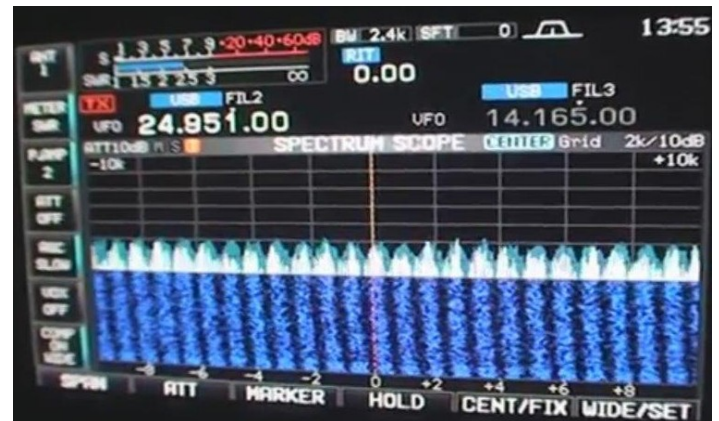 ANT
1
S 1 3 5 7 9 +20+40+60dB
SWR 1 1.5 2 2.5 3 ∞
BW 2.4k SFT 0
13:55
RIT
0.00
METER
SWR
TX USB FIL2
VFO 24.951.00
USB FIL3
VFO 14.165.00
P.AMP
2
ATT10dB M S
SPECTRUM SCOPE CENTER Grid 2k/10dB
-10k +10k
ATT
OFF
AGC
SLOW
VOX
OFF
COMP
ON
WIDE
-8 -6 -4 -2 0 +2 +4 +6 +8
SPAN ATT MARKER HOLD CENT/FIX WIDE/SET